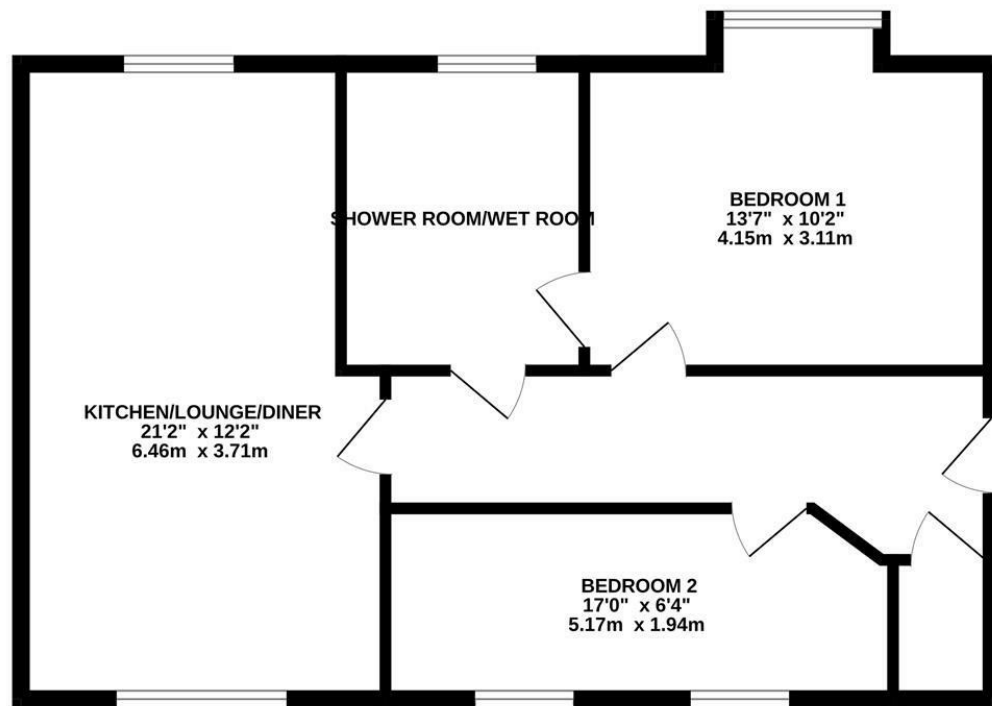 SHOWER ROOM/WET ROOM
BEDROOM 1
13'7" x 10'2"
4.15m x 3.11m
KITCHEN/LOUNGE/DINER
21'2" x 12'2"
6.46m x 3.71m
BEDROOM 2
17'0" x 6'4"
5.17m x 1.94m